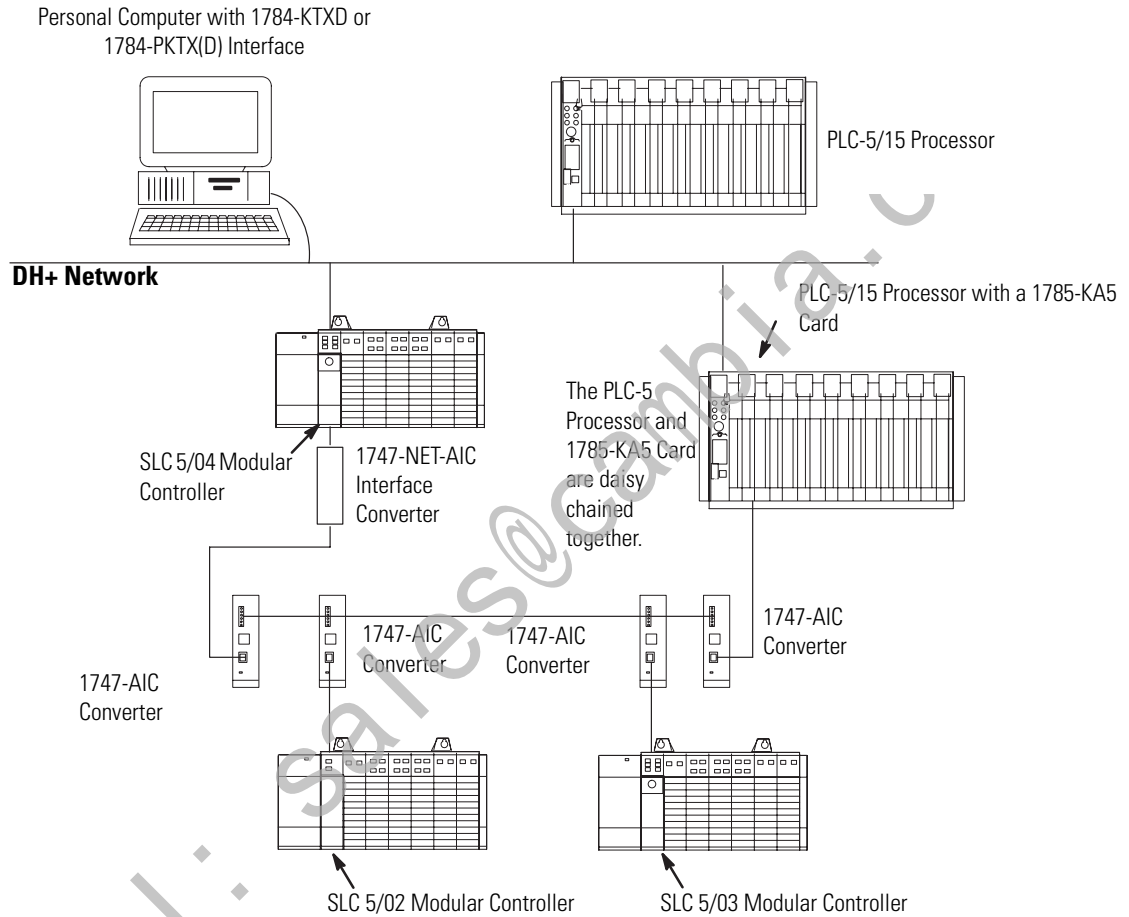 Personal Computer with 1784-KTXD or
1784-PKTX(D) Interface
PLC-5/15 Processor
DH+ Network
PLC-5/15 Processor with a 1785-KA5
Card
The PLC-5
Processor and
1785-KA5 Card
are daisy
chained
together.
SLC 5/04 Modular
Controller
1747-NET-AIC
Interface
Converter
1747-AIC
Converter
1747-AIC
Converter
1747-AIC
Converter
1747-AIC
Converter
SLC 5/02 Modular Controller
SLC 5/03 Modular Controller
l: sales@cambia.c